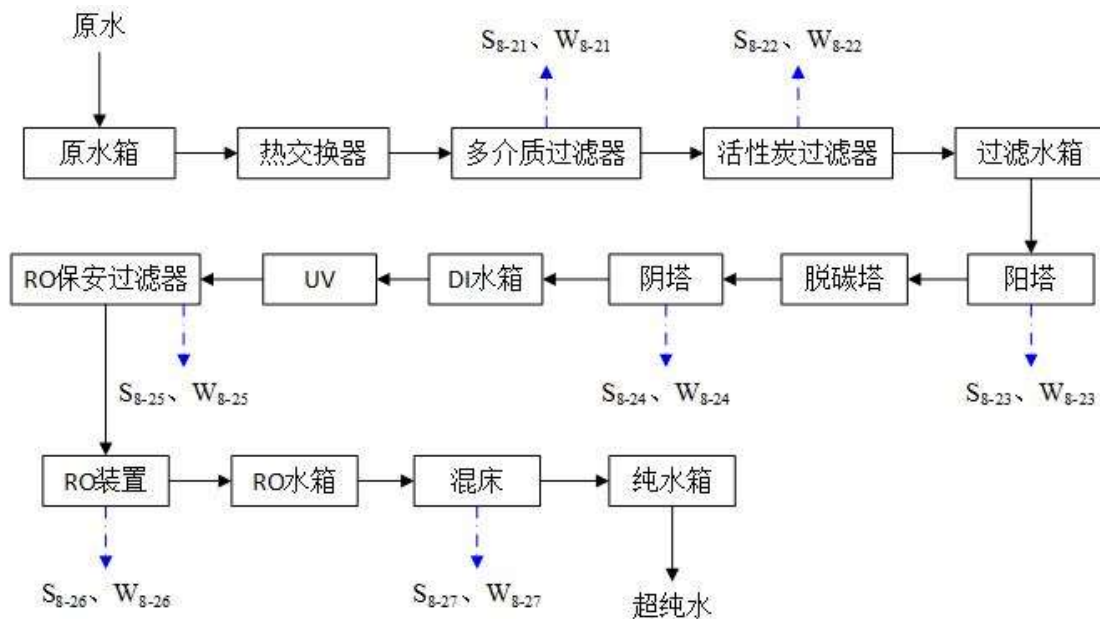 原水
S8-21、W8-21
S8-22、W8-22
原水箱
热交换器
多介质过滤器
活性炭过滤器
过滤水箱
RO保安过滤器
UV
DI水箱
阴塔
脱碳塔
阳塔
S8-25、W8-25
S8-24、W8-24
S8-23、W8-23
RO装置
RO水箱
混床
纯水箱
S8-26、W8-26
S8-27、W8-27
超纯水